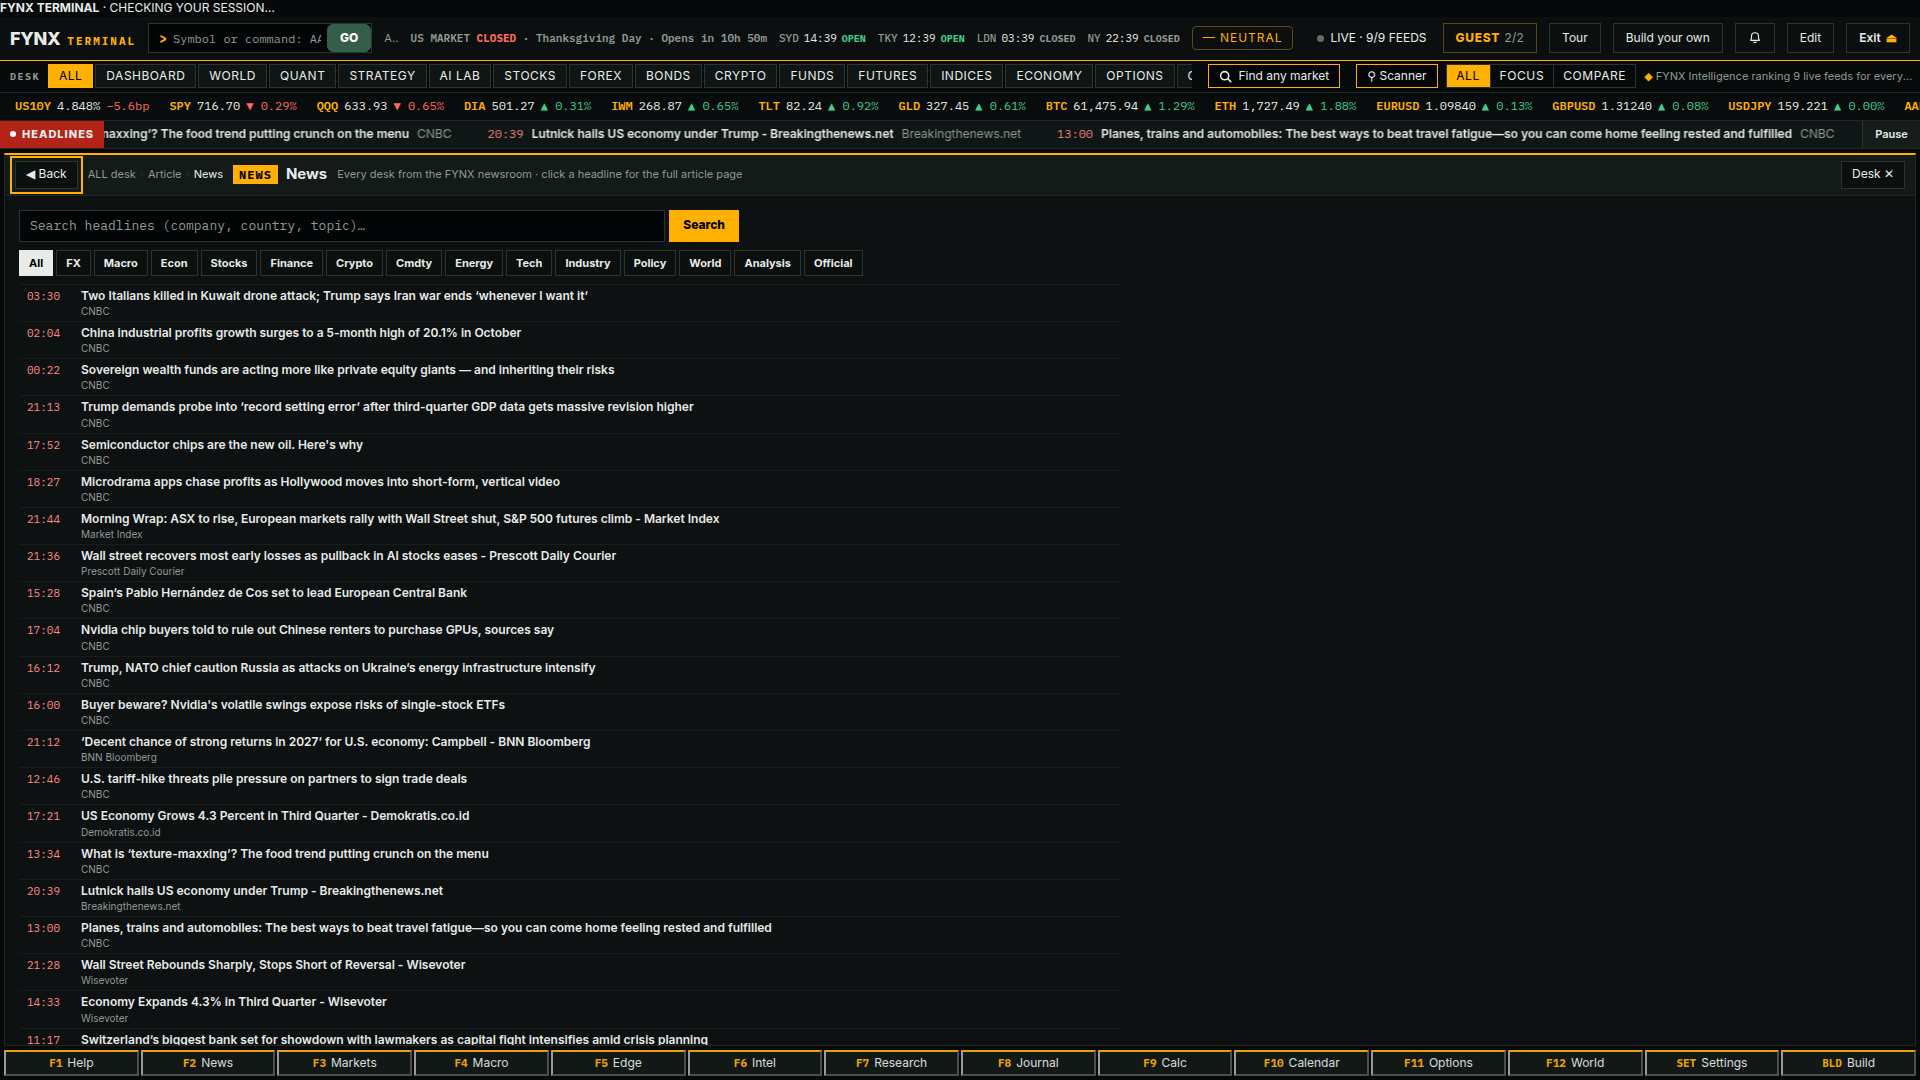 FYNX TERMINAL · CHECKING YOUR SESSION...
FYNX TERMINAL > Symbol or command: AA GO A.. US MARKET CLOSED · Thanksgiving Day · Opens in 10h 50m SYD 14:39 OPEN TKY 12:39 OPEN LDN 03:39 CLOSED NY 22:39 CLOSED — NEUTRAL LIVE · 9/9 FEEDS GUEST 2/2 Tour Build your own Edit Exit ⏏
DESK ALL DASHBOARD WORLD QUANT STRATEGY AI LAB STOCKS FOREX BONDS CRYPTO FUNDS FUTURES INDICES ECONOMY OPTIONS Find any market Scanner ALL FOCUS COMPARE ◆ FYNX Intelligence ranking 9 live feeds for every...
US10Y 4.848% −5.6bp SPY 716.70 ▼ 0.29% QQQ 633.93 ▼ 0.65% DIA 501.27 ▲ 0.31% IWM 268.87 ▲ 0.65% TLT 82.24 ▲ 0.92% GLD 327.45 ▲ 0.61% BTC 61,475.94 ▲ 1.29% ETH 1,727.49 ▲ 1.88% EURUSD 1.09840 ▲ 0.13% GBPUSD 1.31240 ▲ 0.08% USDJPY 159.221 ▲ 0.00% AA
HEADLINES maxxing’? The food trend putting crunch on the menu CNBC 20:39 Lutnick hails US economy under Trump - Breakingthenews.net Breakingthenews.net 13:00 Planes, trains and automobiles: The best ways to beat travel fatigue—so you can come home feeling rested and fulfilled CNBC Pause
◀ Back ALL desk Article News NEWS News Every desk from the FYNX newsroom · click a headline for the full article page Desk ✕
Search headlines (company, country, topic)… Search
All FX Macro Econ Stocks Finance Crypto Cmdty Energy Tech Industry Policy World Analysis Official
03:30 Two Italians killed in Kuwait drone attack; Trump says Iran war ends ‘whenever I want it’
CNBC
02:04 China industrial profits growth surges to a 5-month high of 20.1% in October
CNBC
00:22 Sovereign wealth funds are acting more like private equity giants — and inheriting their risks
CNBC
21:13 Trump demands probe into ‘record setting error’ after third-quarter GDP data gets massive revision higher
CNBC
17:52 Semiconductor chips are the new oil. Here's why
CNBC
18:27 Microdrama apps chase profits as Hollywood moves into short-form, vertical video
CNBC
21:44 Morning Wrap: ASX to rise, European markets rally with Wall Street shut, S&P 500 futures climb - Market Index
Market Index
21:36 Wall street recovers most early losses as pullback in AI stocks eases - Prescott Daily Courier
Prescott Daily Courier
15:28 Spain’s Pablo Hernández de Cos set to lead European Central Bank
CNBC
17:04 Nvidia chip buyers told to rule out Chinese renters to purchase GPUs, sources say
CNBC
16:12 Trump, NATO chief caution Russia as attacks on Ukraine’s energy infrastructure intensify
CNBC
16:00 Buyer beware? Nvidia's volatile swings expose risks of single-stock ETFs
CNBC
21:12 ‘Decent chance of strong returns in 2027’ for U.S. economy: Campbell - BNN Bloomberg
BNN Bloomberg
12:46 U.S. tariff-hike threats pile pressure on partners to sign trade deals
CNBC
17:21 US Economy Grows 4.3 Percent in Third Quarter - Demokratis.co.id
Demokratis.co.id
13:34 What is ‘texture-maxxing’? The food trend putting crunch on the menu
CNBC
20:39 Lutnick hails US economy under Trump - Breakingthenews.net
Breakingthenews.net
13:00 Planes, trains and automobiles: The best ways to beat travel fatigue—so you can come home feeling rested and fulfilled
CNBC
21:28 Wall Street Rebounds Sharply, Stops Short of Reversal - Wisevoter
Wisevoter
14:33 Economy Expands 4.3% in Third Quarter - Wisevoter
Wisevoter
11:17 Switzerland’s biggest bank set for showdown with lawmakers as capital fight intensifies amid crisis planning
F1 Help F2 News F3 Markets F4 Macro F5 Edge F6 Intel F7 Research F8 Journal F9 Calc F10 Calendar F11 Options F12 World SET Settings BLD Build